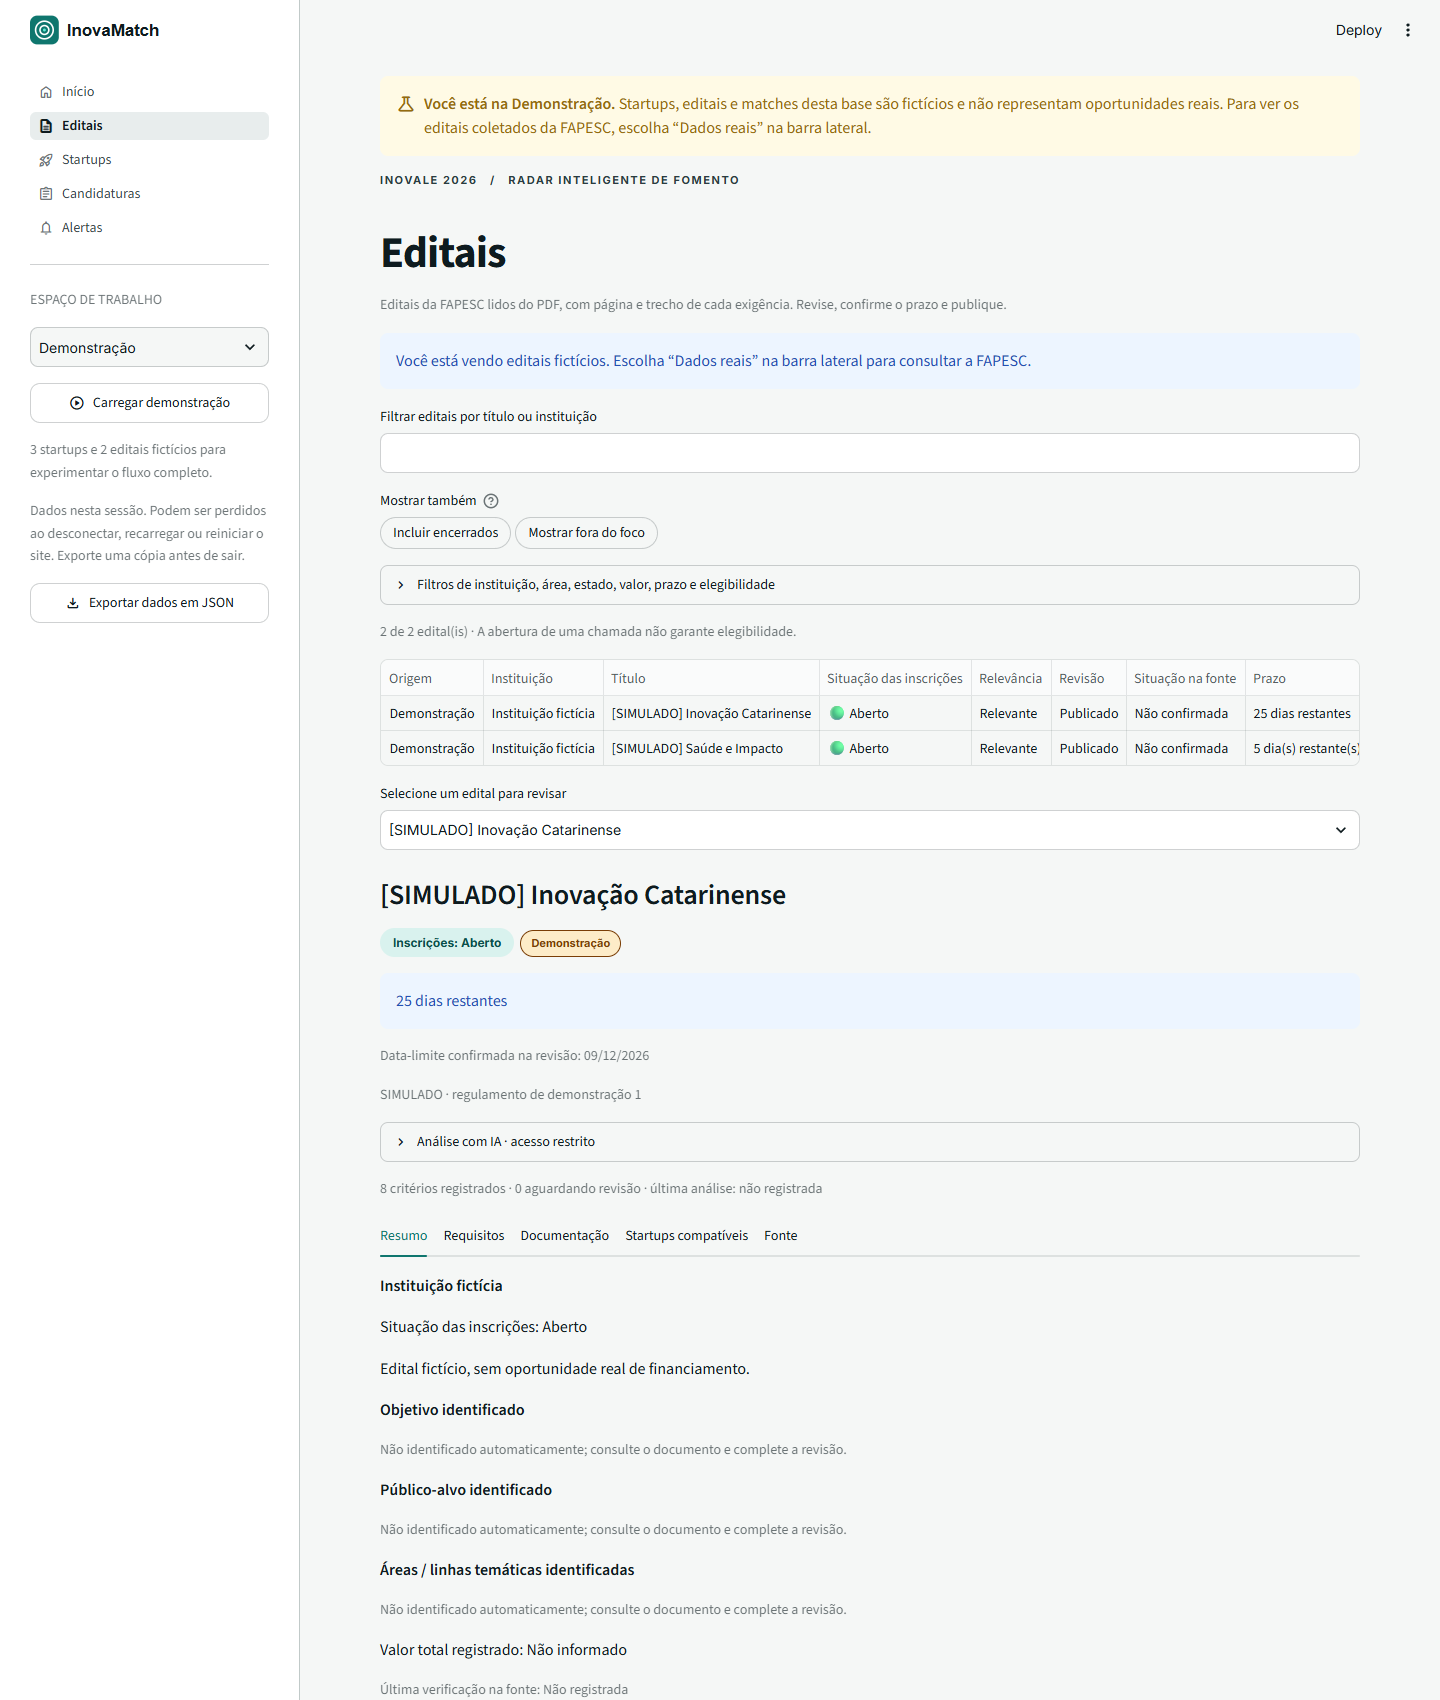 InovaMatch
Deploy
Início
Editais
Startups
Candidaturas
Alertas
ESPAÇO DE TRABALHO
Demonstração
Carregar demonstração
3 startups e 2 editais fictícios para
experimentar o fluxo completo.
Dados nesta sessão. Podem ser perdidos
ao desconectar, recarregar ou reiniciar o
site. Exporte uma cópia antes de sair.
Exportar dados em JSON
Você está na Demonstração. Startups, editais e matches desta base são fictícios e não representam oportunidades reais. Para ver os
editais coletados da FAPESC, escolha “Dados reais” na barra lateral.
INOVALE 2026 / RADAR INTELIGENTE DE FOMENTO
Editais
Editais da FAPESC lidos do PDF, com página e trecho de cada exigência. Revise, confirme o prazo e publique.
Você está vendo editais fictícios. Escolha “Dados reais” na barra lateral para consultar a FAPESC.
Filtrar editais por título ou instituição
Mostrar também
Incluir encerrados
Mostrar fora do foco
Filtros de instituição, área, estado, valor, prazo e elegibilidade
2 de 2 edital(is) · A abertura de uma chamada não garante elegibilidade.
Origem Instituição Título Situação das inscrições Relevância Revisão Situação na fonte Prazo
Demonstração Instituição fictícia [SIMULADO] Inovação Catarinense Aberto Relevante Publicado Não confirmada 25 dias restantes
Demonstração Instituição fictícia [SIMULADO] Saúde e Impacto Aberto Relevante Publicado Não confirmada 5 dia(s) restante(s)
Selecione um edital para revisar
[SIMULADO] Inovação Catarinense
[SIMULADO] Inovação Catarinense
Inscrições: Aberto
Demonstração
25 dias restantes
Data-limite confirmada na revisão: 09/12/2026
SIMULADO · regulamento de demonstração 1
Análise com IA · acesso restrito
8 critérios registrados · 0 aguardando revisão · última análise: não registrada
Resumo Requisitos Documentação Startups compatíveis Fonte
Instituição fictícia
Situação das inscrições: Aberto
Edital fictício, sem oportunidade real de financiamento.
Objetivo identificado
Não identificado automaticamente; consulte o documento e complete a revisão.
Público-alvo identificado
Não identificado automaticamente; consulte o documento e complete a revisão.
Áreas / linhas temáticas identificadas
Não identificado automaticamente; consulte o documento e complete a revisão.
Valor total registrado: Não informado
Última verificação na fonte: Não registrada